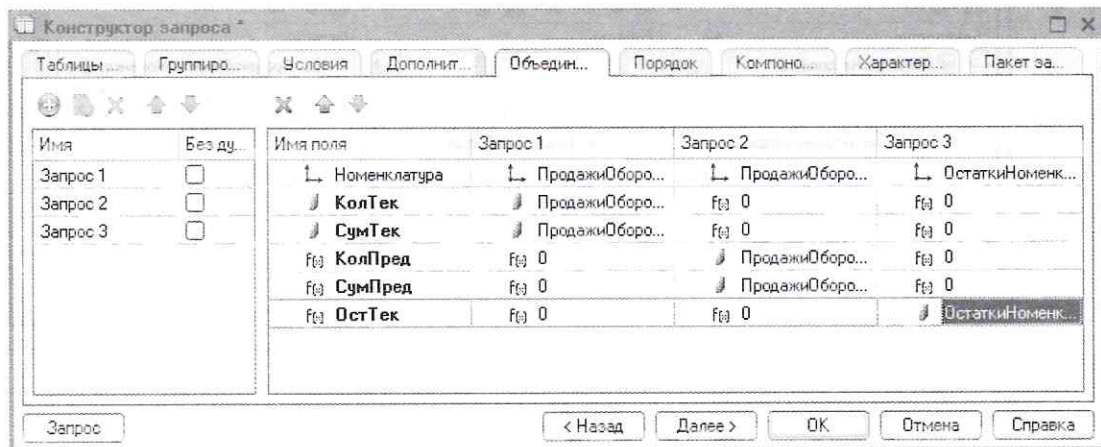 Конструктор запроса *
Таблицы... Группиро... Условия Дополнит... Объедин... Порядок Компоно... Характер... Пакет за...
Имя Без ду... Имя поля Запрос 1 Запрос 2 Запрос 3
Запрос 1 Номенклатура ПродажиОборо... ПродажиОборо... ОстаткиНоменк...
Запрос 2 КолТек ПродажиОборо... F(x) 0 F(x) 0
Запрос 3 СумТек ПродажиОборо... F(x) 0 F(x) 0
F(x) КолПред F(x) 0 ПродажиОборо... F(x) 0
F(x) СумПред F(x) 0 ПродажиОборо... F(x) 0
F(x) ОстТек F(x) 0 F(x) 0 ОстаткиНоменк...
Запрос < Назад Далее > ОК Отмена Справка